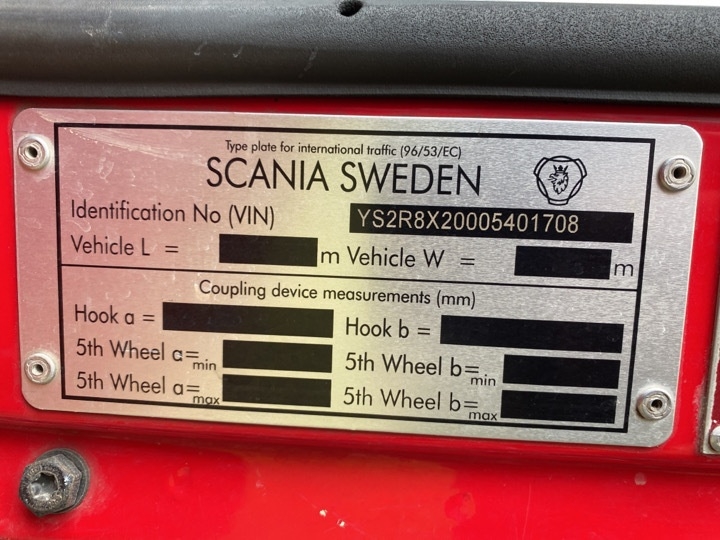 Type plate for international traffic (96/53/EC)
SCANIA SWEDEN
Identification No (VIN) YS2R8X20005401708
Vehicle L = m Vehicle W = m
Coupling device measurements (mm)
Hook a = Hook b =
5th Wheel a=min 5th Wheel b=min
5th Wheel a=max 5th Wheel b=max